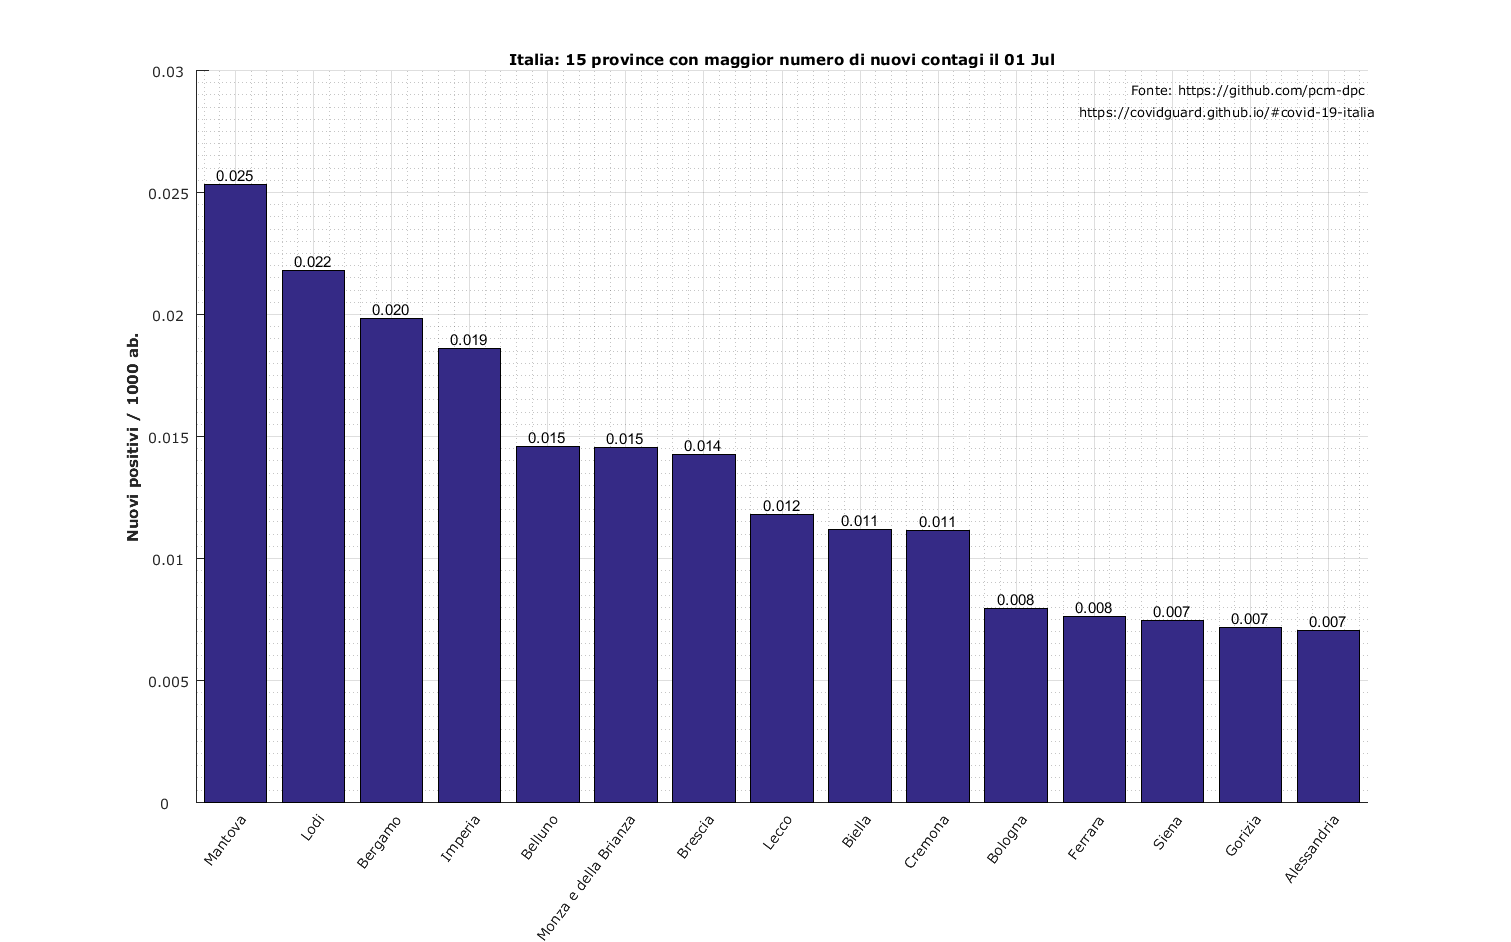 Italia: 15 province con maggior numero di nuovi contagi il 01 Jul
Fonte: https://github.com/pcm-dpc
https://covidguard.github.io/#covid-19-italia
Nuovi positivi / 1000 ab.
0.03
0.025
0.02
0.015
0.01
0.005
0
0.025
0.022
0.020
0.019
0.015
0.015
0.014
0.012
0.011
0.011
0.008
0.008
0.007
0.007
0.007
Mantova
Lodi
Bergamo
Imperia
Belluno
Monza e della Brianza
Brescia
Lecco
Biella
Cremona
Bologna
Ferrara
Siena
Gorizia
Alessandria